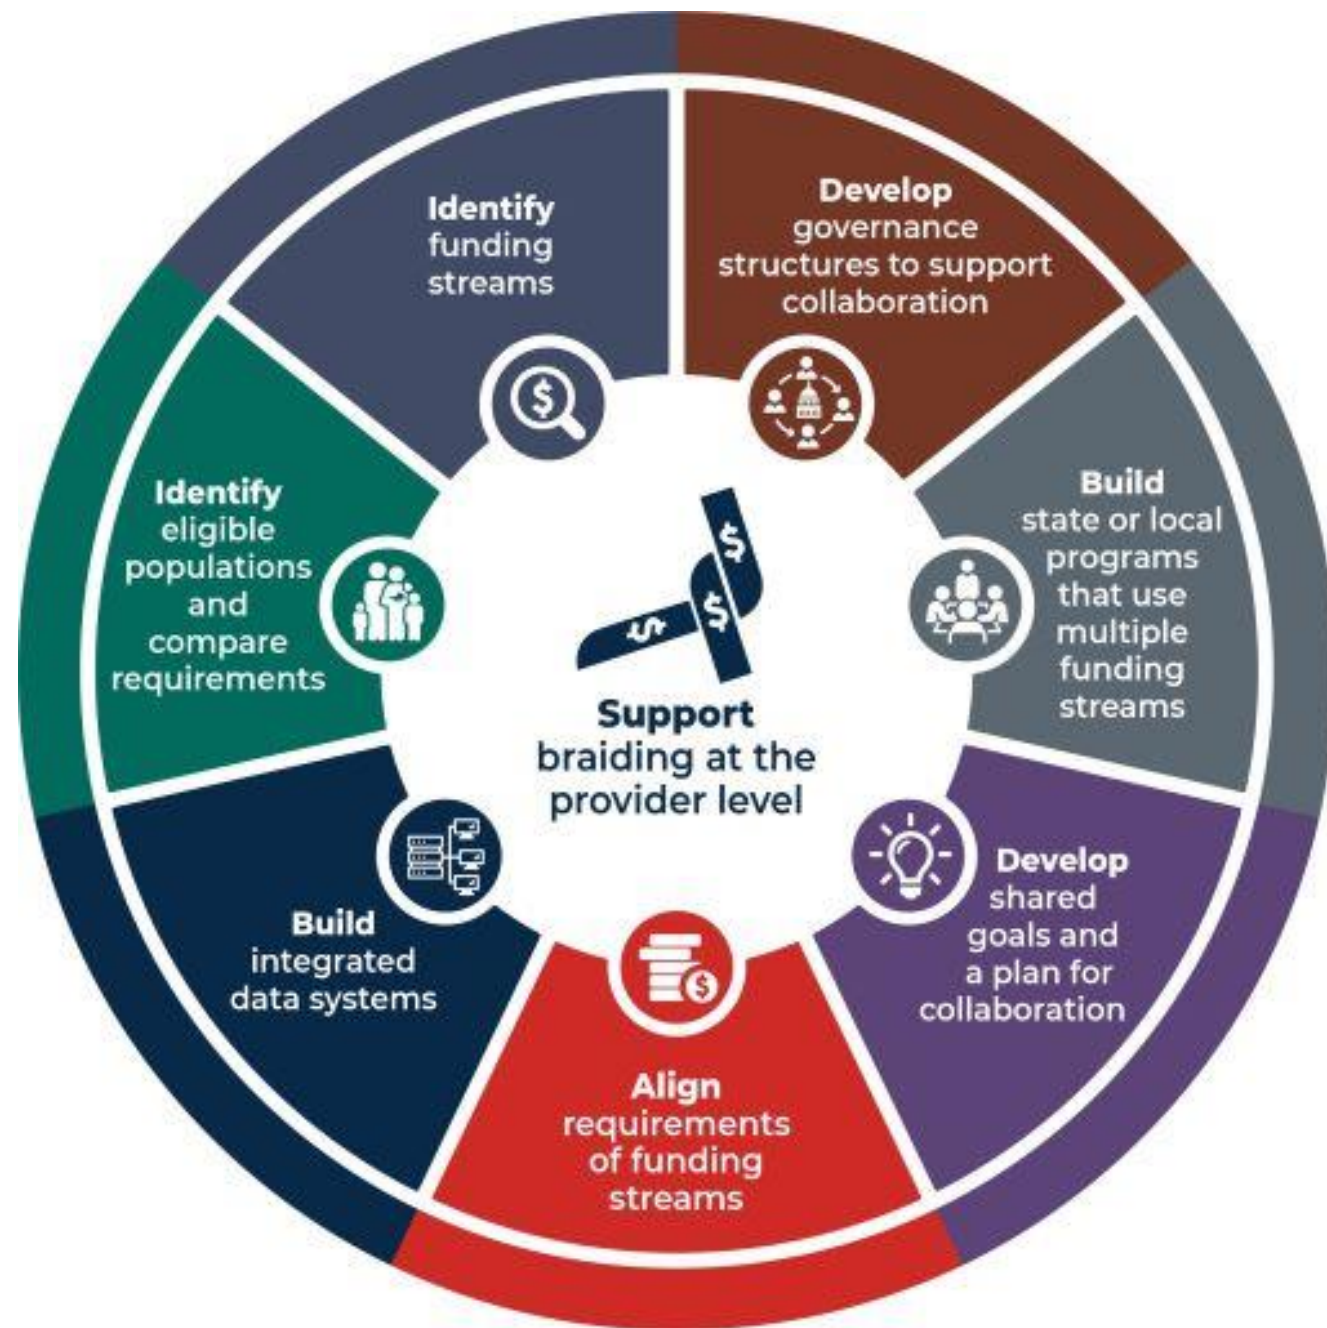 Identify
funding
streams
Develop
governance
structures to support
collaboration
Build
state or local
programs
that use
multiple
funding
streams
Develop
shared
goals and
a plan for
collaboration
Align
requirements
of funding
streams
Build
integrated
data systems
Identify
eligible
populations
and
compare
requirements
$
$
$
$
Support
braiding at the
provider level
$